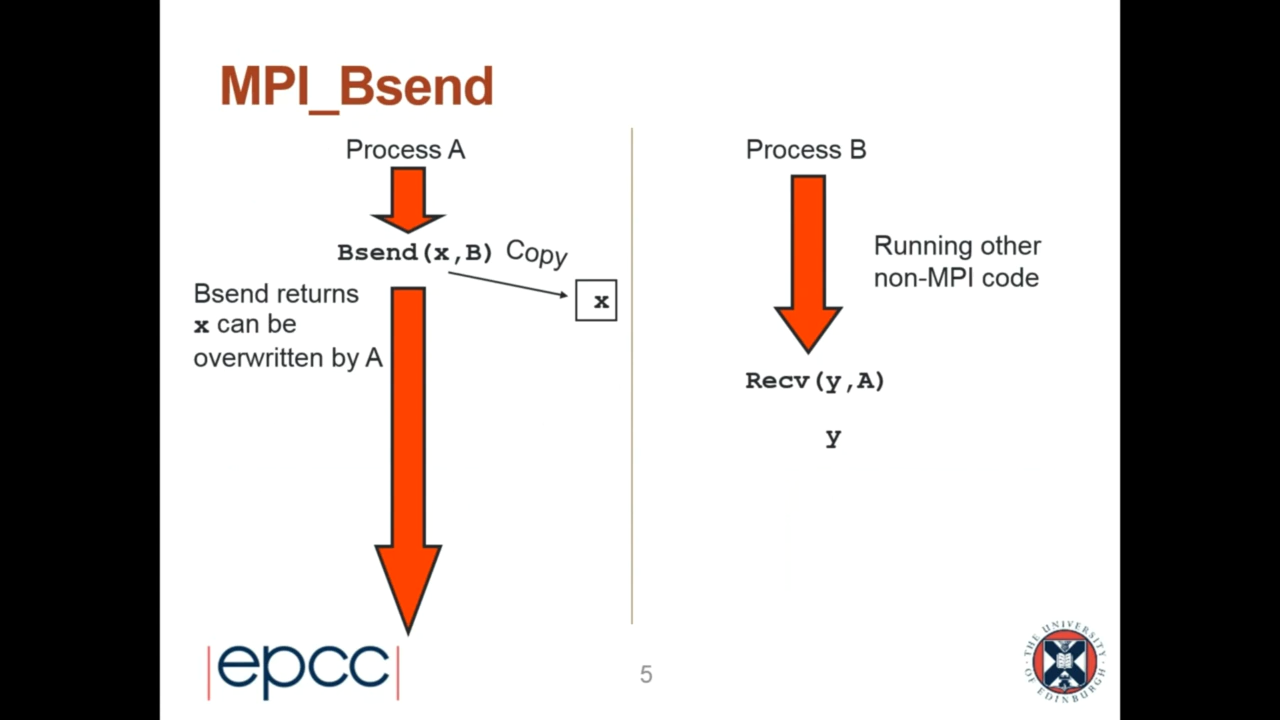 MPI_Bsend
Process A
Bsend(x,B)
Copy
x
Bsend returns
x can be
overwritten by A
Process B
Running other
non-MPI code
Recv(y,A)
y
|epcc|
5
THE UNIVERSITY
OF EDINBURGH